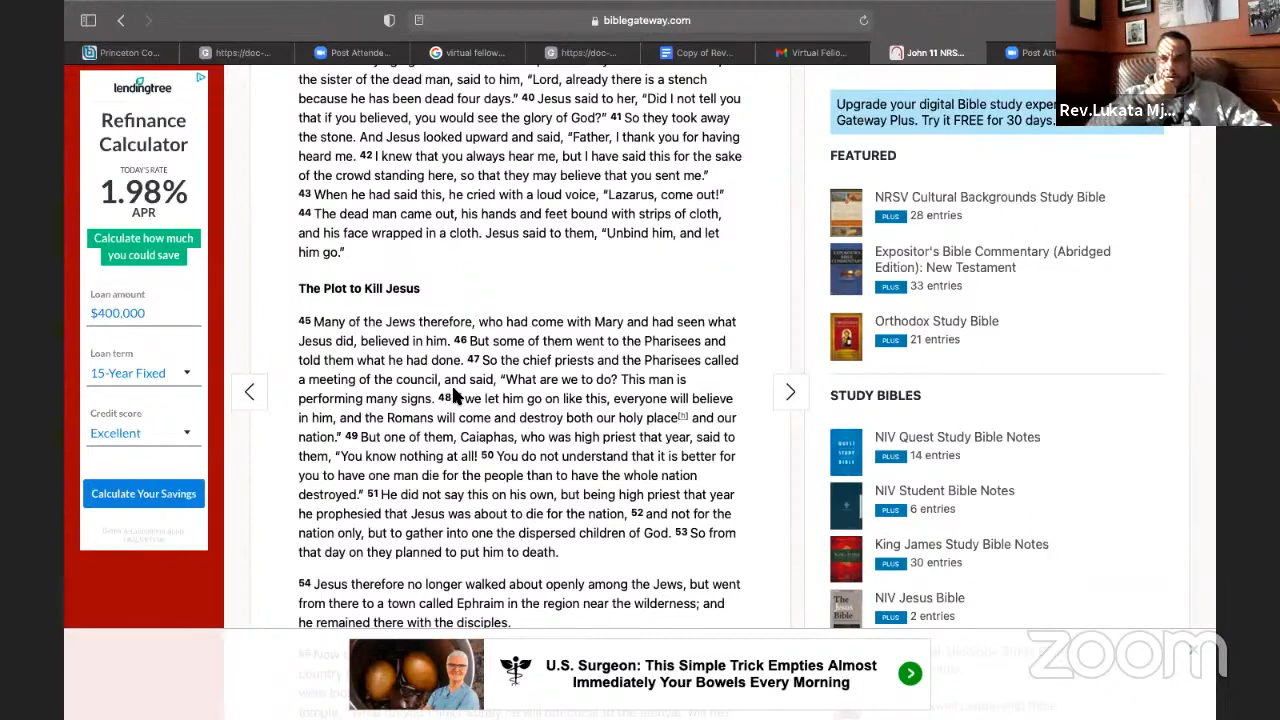 biblegateway.com
Princeton Co...
https://doc-...
Post Attende...
virtual fellow...
https://doc-...
Copy of Rev...
Virtual Fello...
John 11 NRS...
Post Att
Rev.Lukata Mj...
lendingtree
Refinance
Calculator
TODAY'S RATE
1.98%
APR
Calculate how much
you could save
Loan amount
$400,000
Loan term
15-Year Fixed
Credit score
Excellent
Calculate Your Savings
the sister of the dead man, said to him, “Lord, already there is a stench
because he has been dead four days.” 40 Jesus said to her, “Did I not tell you
that if you believed, you would see the glory of God?” 41 So they took away
the stone. And Jesus looked upward and said, “Father, I thank you for having
heard me. 42 I knew that you always hear me, but I have said this for the sake
of the crowd standing here, so that they may believe that you sent me.”
43 When he had said this, he cried with a loud voice, “Lazarus, come out!”
44 The dead man came out, his hands and feet bound with strips of cloth,
and his face wrapped in a cloth. Jesus said to them, “Unbind him, and let
him go.”
The Plot to Kill Jesus
45 Many of the Jews therefore, who had come with Mary and had seen what
Jesus did, believed in him. 46 But some of them went to the Pharisees and
told them what he had done. 47 So the chief priests and the Pharisees called
a meeting of the council, and said, “What are we to do? This man is
performing many signs. 48 we let him go on like this, everyone will believe
in him, and the Romans will come and destroy both our holy place[h] and our
nation.” 49 But one of them, Caiaphas, who was high priest that year, said to
them, “You know nothing at all! 50 You do not understand that it is better for
you to have one man die for the people than to have the whole nation
destroyed.” 51 He did not say this on his own, but being high priest that year
he prophesied that Jesus was about to die for the nation, 52 and not for the
nation only, but to gather into one the dispersed children of God. 53 So from
that day on they planned to put him to death.
54 Jesus therefore no longer walked about openly among the Jews, but went
from there to a town called Ephraim in the region near the wilderness; and
he remained there with the disciples.
Upgrade your digital Bible study expe
Gateway Plus. Try it FREE for 30 days.
FEATURED
NRSV Cultural Backgrounds Study Bible
PLUS 28 entries
Expositor's Bible Commentary (Abridged
Edition): New Testament
PLUS 33 entries
Orthodox Study Bible
PLUS 21 entries
STUDY BIBLES
NIV Quest Study Bible Notes
PLUS 14 entries
NIV Student Bible Notes
PLUS 6 entries
King James Study Bible Notes
PLUS 30 entries
NIV Jesus Bible
PLUS 2 entries
U.S. Surgeon: This Simple Trick Empties Almost
Immediately Your Bowels Every Morning
zoom